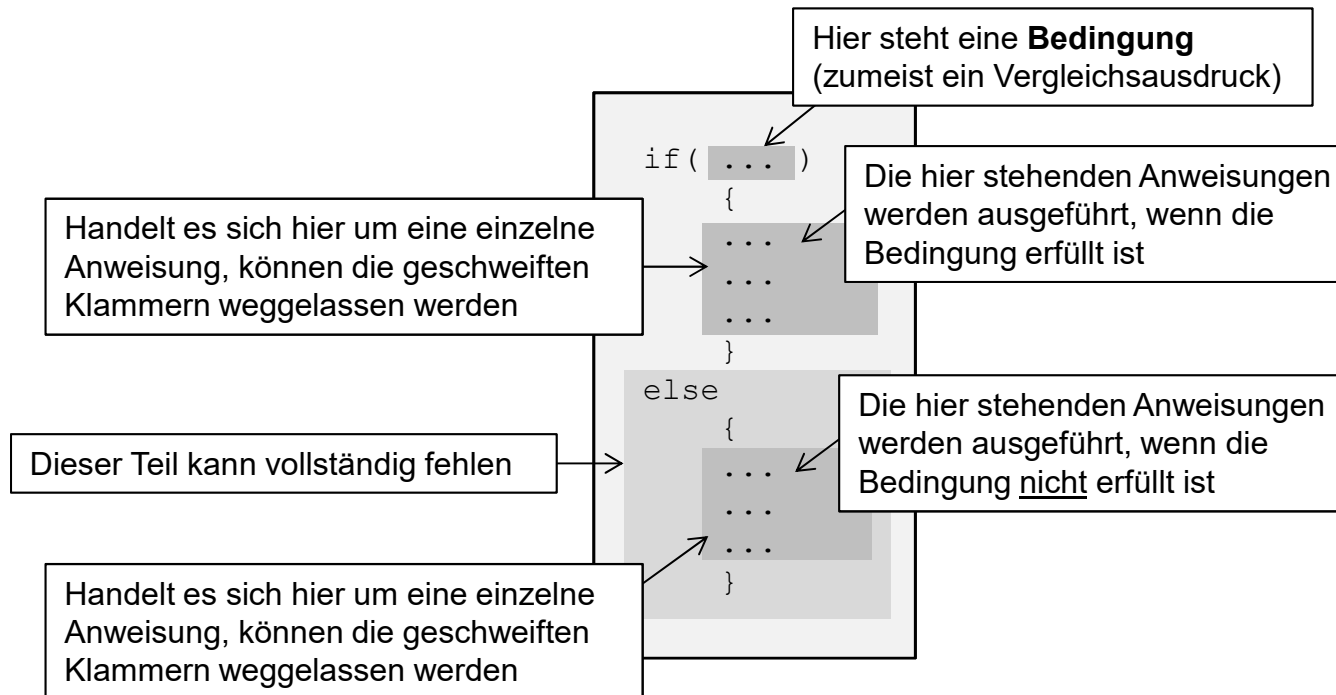 Hier steht eine Bedingung
(zumeist ein Vergleichsausdruck)
if( ... )
{
Die hier stehenden Anweisungen
werden ausgeführt, wenn die
Bedingung erfüllt ist
Handelt es sich hier um eine einzelne
Anweisung, können die geschweiften
Klammern weggelassen werden
...
...
...
}
else
{
Die hier stehenden Anweisungen
werden ausgeführt, wenn die
Bedingung nicht erfüllt ist
Dieser Teil kann vollständig fehlen
...
...
...
}
Handelt es sich hier um eine einzelne
Anweisung, können die geschweiften
Klammern weggelassen werden